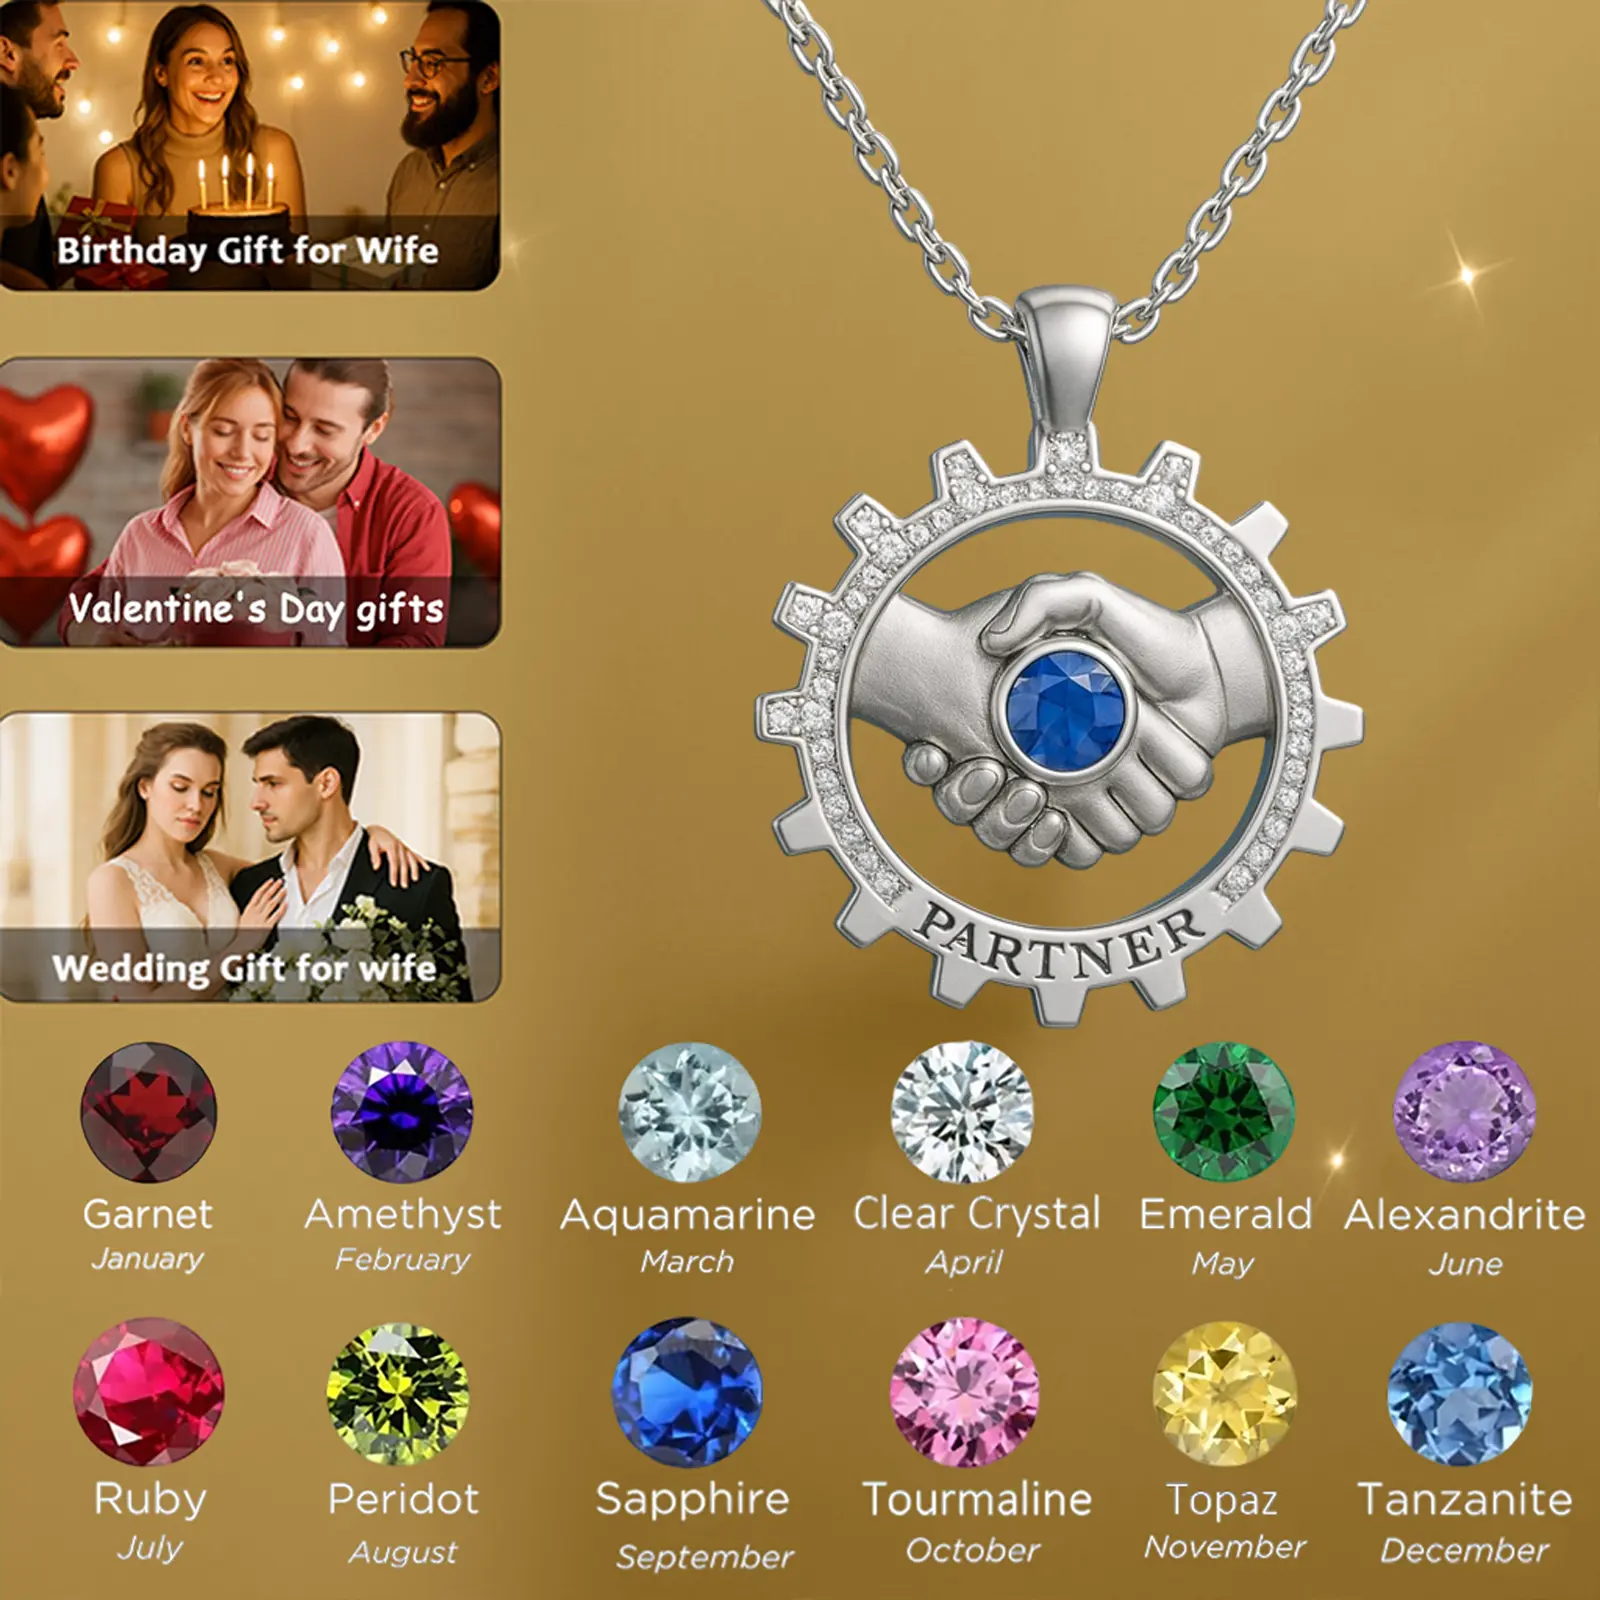 Birthday Gift for Wife
Valentine's Day gifts
Wedding Gift for wife
PARTNER
Garnet
January
Amethyst
February
Aquamarine
March
Clear Crystal
April
Emerald
May
Alexandrite
June
Ruby
July
Peridot
August
Sapphire
September
Tourmaline
October
Topaz
November
Tanzanite
December